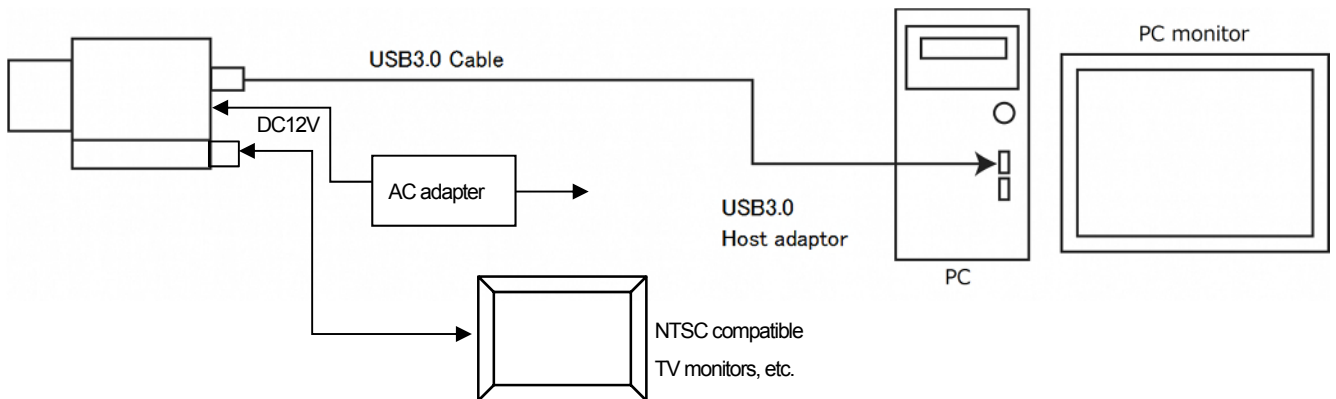 PC monitor
USB3.0 Cable
DC12V
AC adapter
USB3.0
Host adaptor
PC
NTSC compatible
TV monitors, etc.